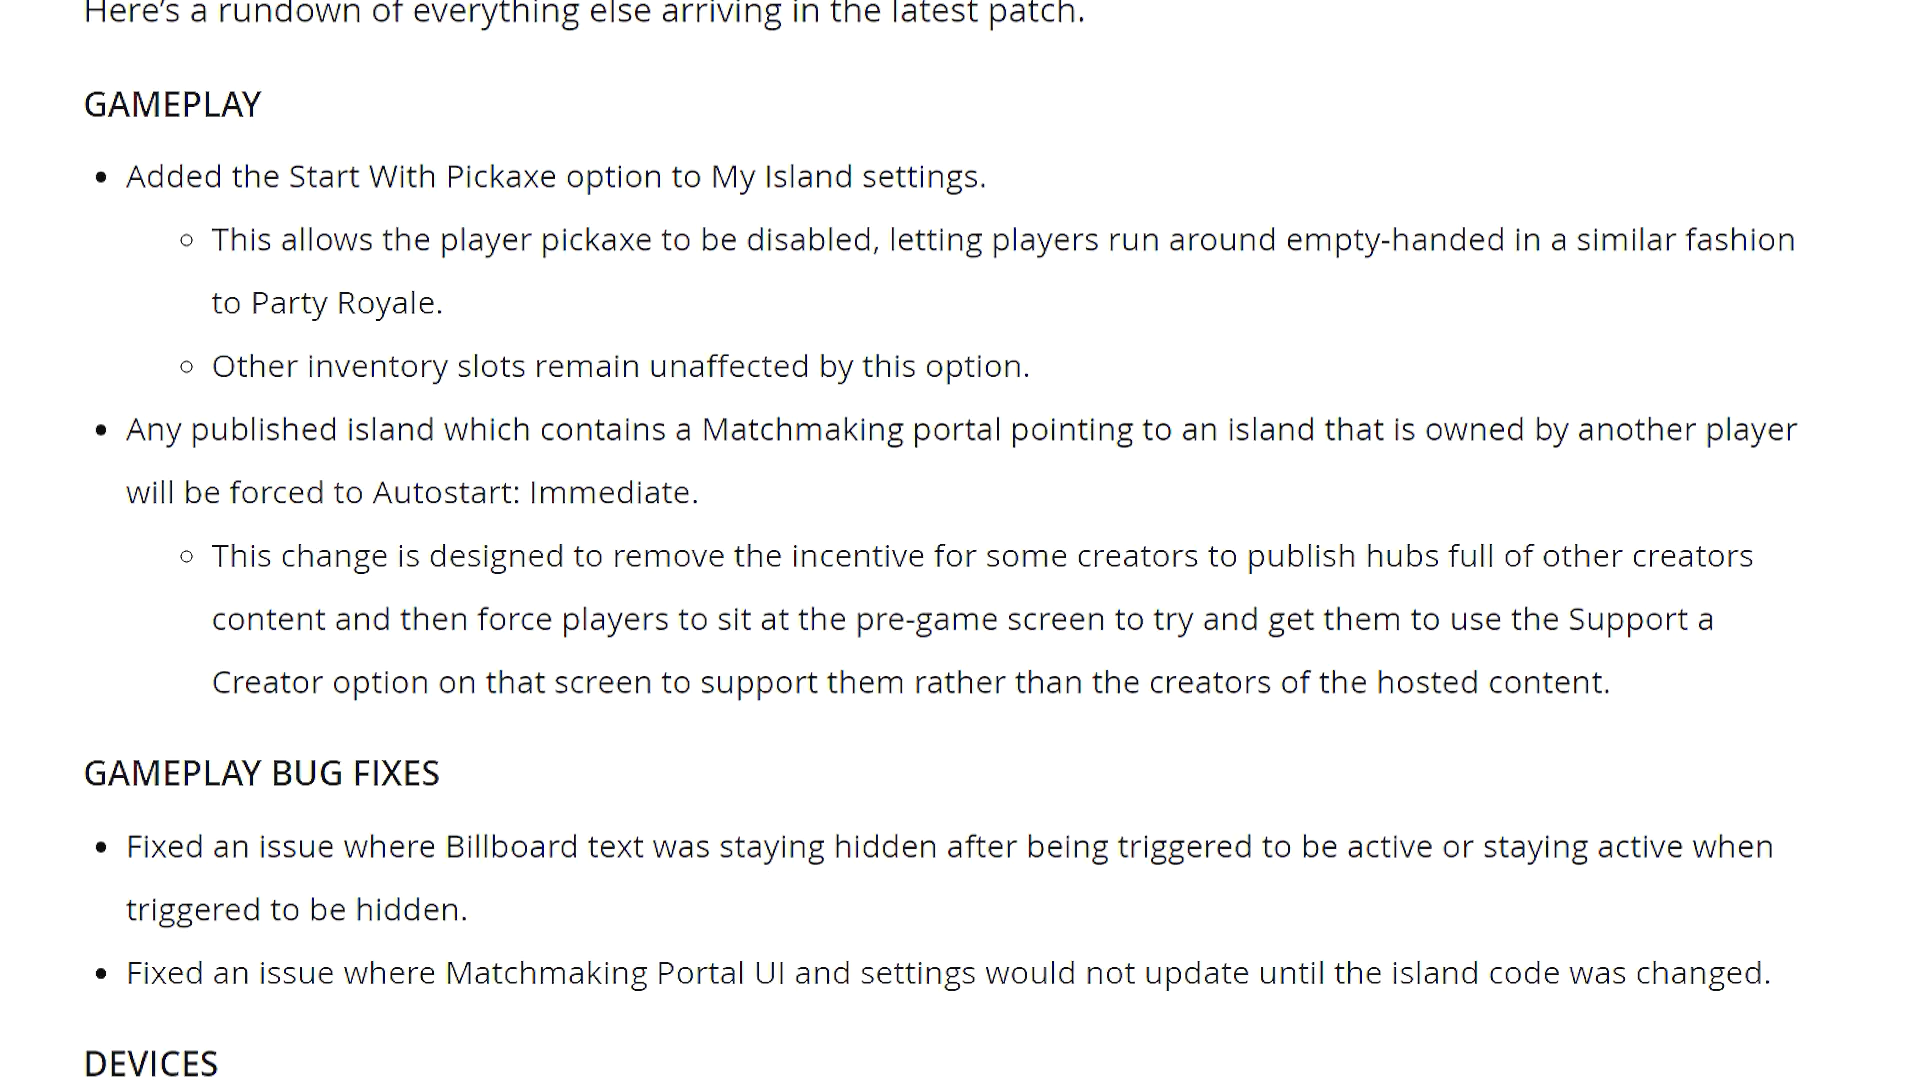 Here's a rundown of everything else arriving in the latest patch.
GAMEPLAY
• Added the Start With Pickaxe option to My Island settings.
○ This allows the player pickaxe to be disabled, letting players run around empty-handed in a similar fashion
to Party Royale.
○ Other inventory slots remain unaffected by this option.
• Any published island which contains a Matchmaking portal pointing to an island that is owned by another player
will be forced to Autostart: Immediate.
○ This change is designed to remove the incentive for some creators to publish hubs full of other creators
content and then force players to sit at the pre-game screen to try and get them to use the Support a
Creator option on that screen to support them rather than the creators of the hosted content.
GAMEPLAY BUG FIXES
• Fixed an issue where Billboard text was staying hidden after being triggered to be active or staying active when
triggered to be hidden.
• Fixed an issue where Matchmaking Portal UI and settings would not update until the island code was changed.
DEVICES